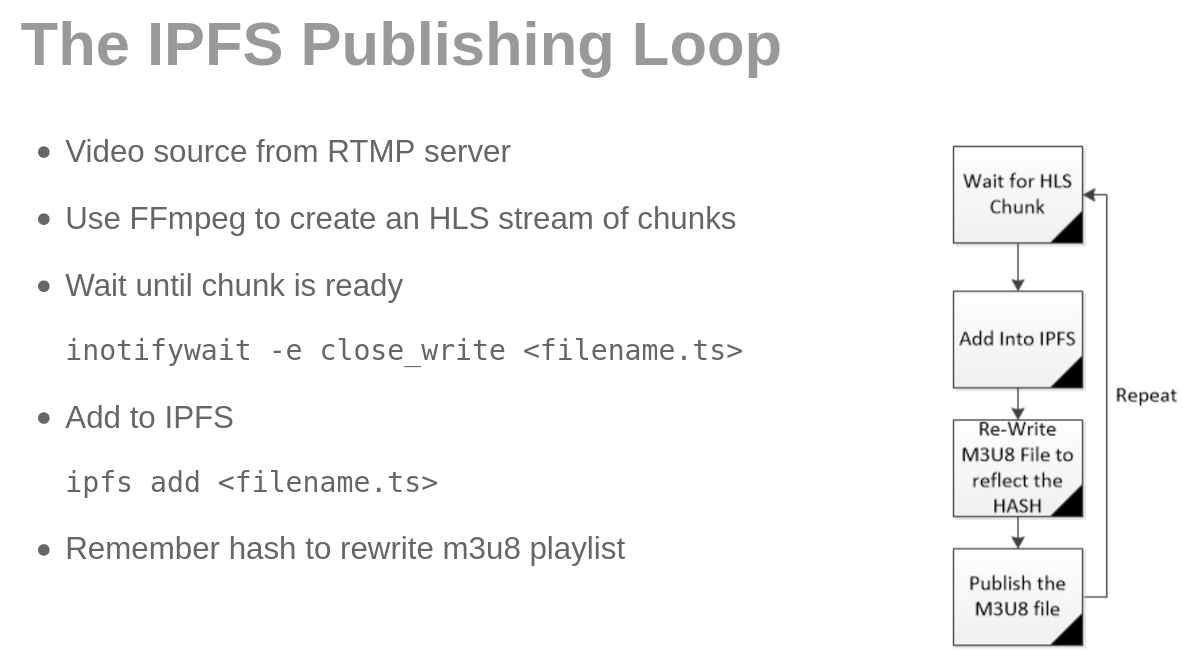 The IPFS Publishing Loop
Video source from RTMP server
Use FFmpeg to create an HLS stream of chunks
Wait until chunk is ready
inotifywait -e close_write <filename.ts>
Add to IPFS
ipfs add <filename.ts>
Remember hash to rewrite m3u8 playlist
Wait for HLS
Chunk
Add Into IPFS
Re-Write
M3U8 File to
reflect the
HASH
Publish the
M3U8 file
Repeat